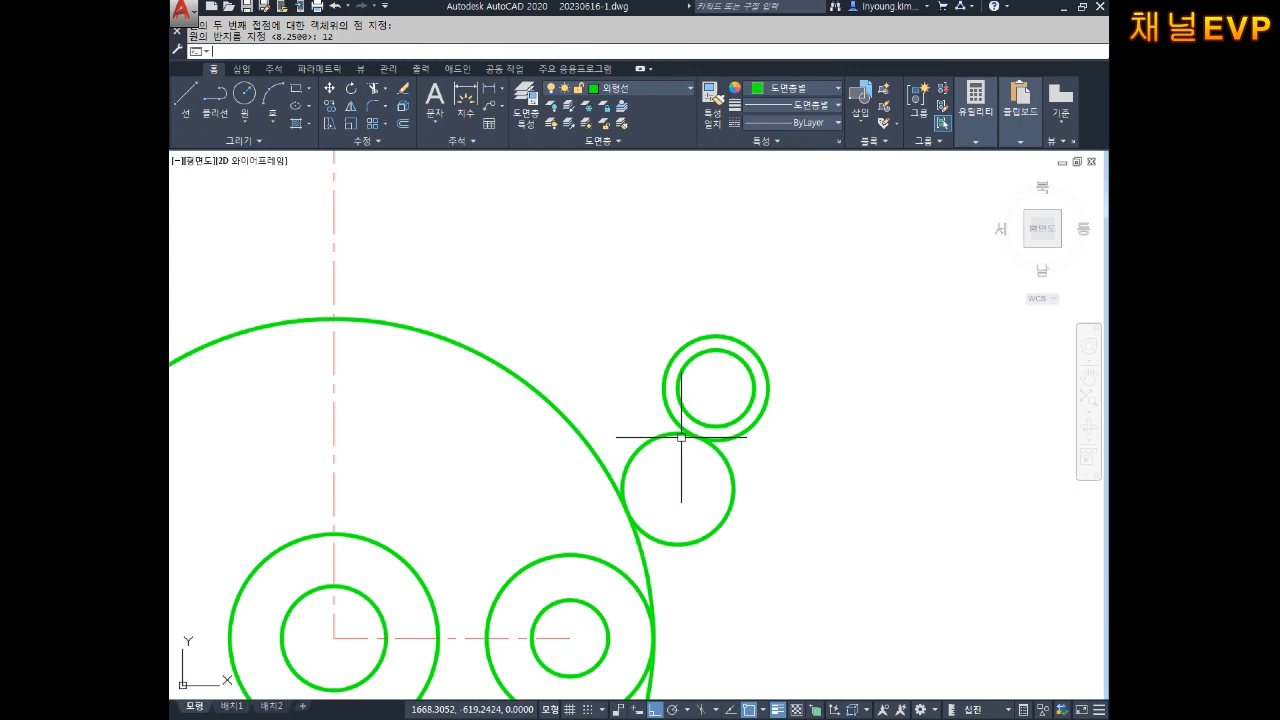 채널EVP
Autodesk AutoCAD 2020 20230616-1.dwg
키워드 또는 구문 입력
inyoung kim...
의 두 번째 접점에 대한 객체위의 점 지정:
원의 반지를 지정 <8.2500>: 12
홈 삽입 주석 파라메트릭 뷰 관리 출력 애드인 공동 작업 주요 응용프로그램
외형선
도면층별
도면층별
ByLayer
선 폴리선 원 호
문자 치수
도면층 특성
특성 일치
삽입
그룹
유틸리티
클립보드
기준
그리기 수정 주석 도면층 특성 블록 그룹 뷰
[−][평면도][2D 와이어프레임]
북
서
평면도
동
남
WCS
Y
X
모형 배치1 배치2 +
1668.3052, -619.2424, 0.0000 모형
십진